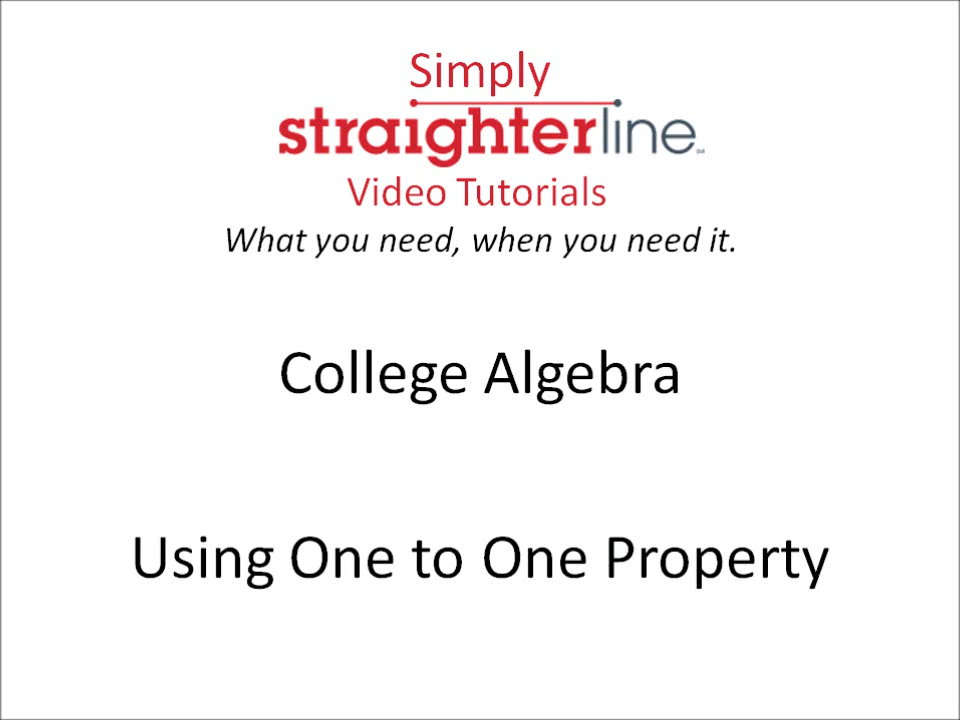 Simply
straighterline
Video Tutorials
What you need, when you need it.
College Algebra
Using One to One Property